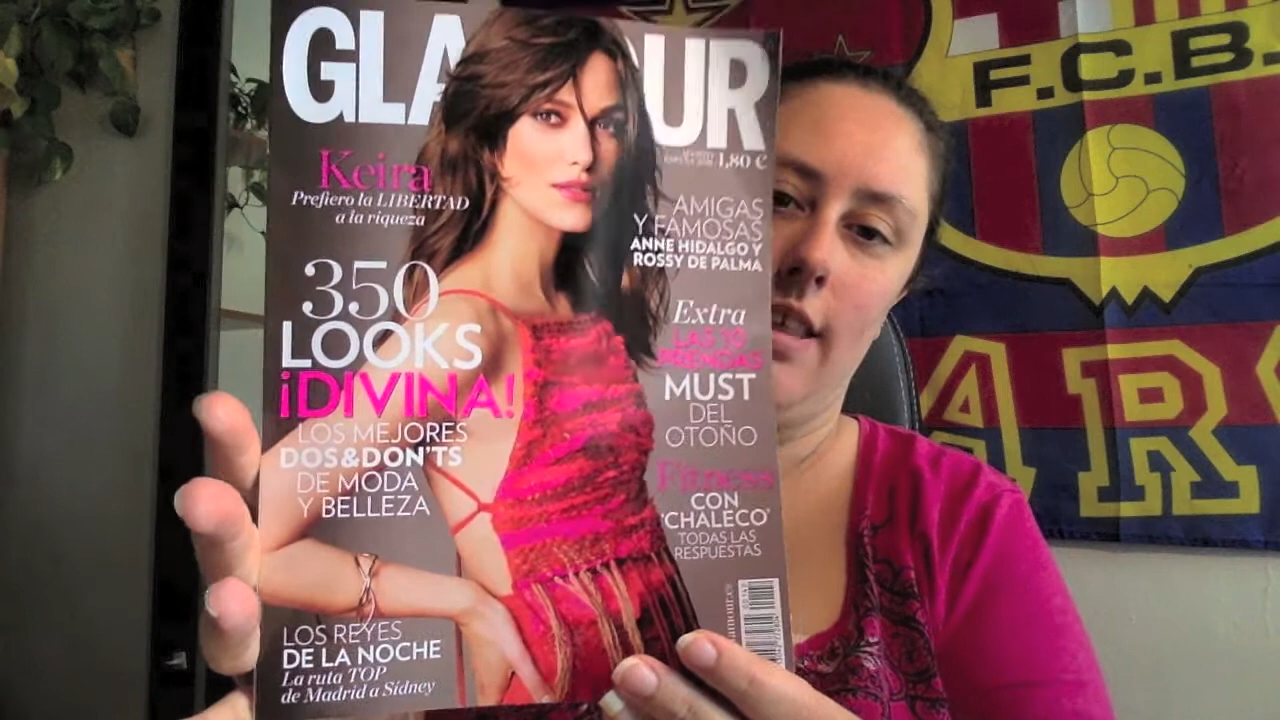 GLAMOUR
1,80 €
Keira
Prefiero la LIBERTAD
a la riqueza
AMIGAS
Y FAMOSAS
ANNE HIDALGO Y
ROSSY DE PALMA
350
LOOKS
¡DIVINA!
LOS MEJORES
DOS&DON'TS
DE MODA
Y BELLEZA
Extra
LAS 10
PRENDAS
MUST
DEL
OTOÑO
Fitness
CON
'CHALECO'
TODAS LAS
RESPUESTAS
LOS REYES
DE LA NOCHE
La ruta TOP
de Madrid a Sídney
F.C.B.
AR